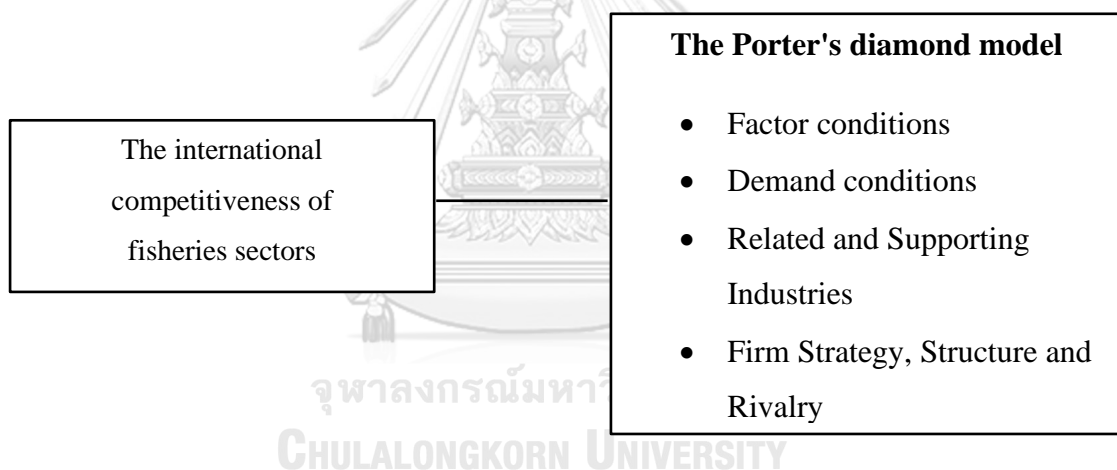 The international
competitiveness of
fisheries sectors
The Porter's diamond model
• Factor conditions
• Demand conditions
• Related and Supporting
Industries
• Firm Strategy, Structure and
Rivalry
จุฬาลงกรณ์มหาวิ
CHULALONGKORN UNIVERSITY